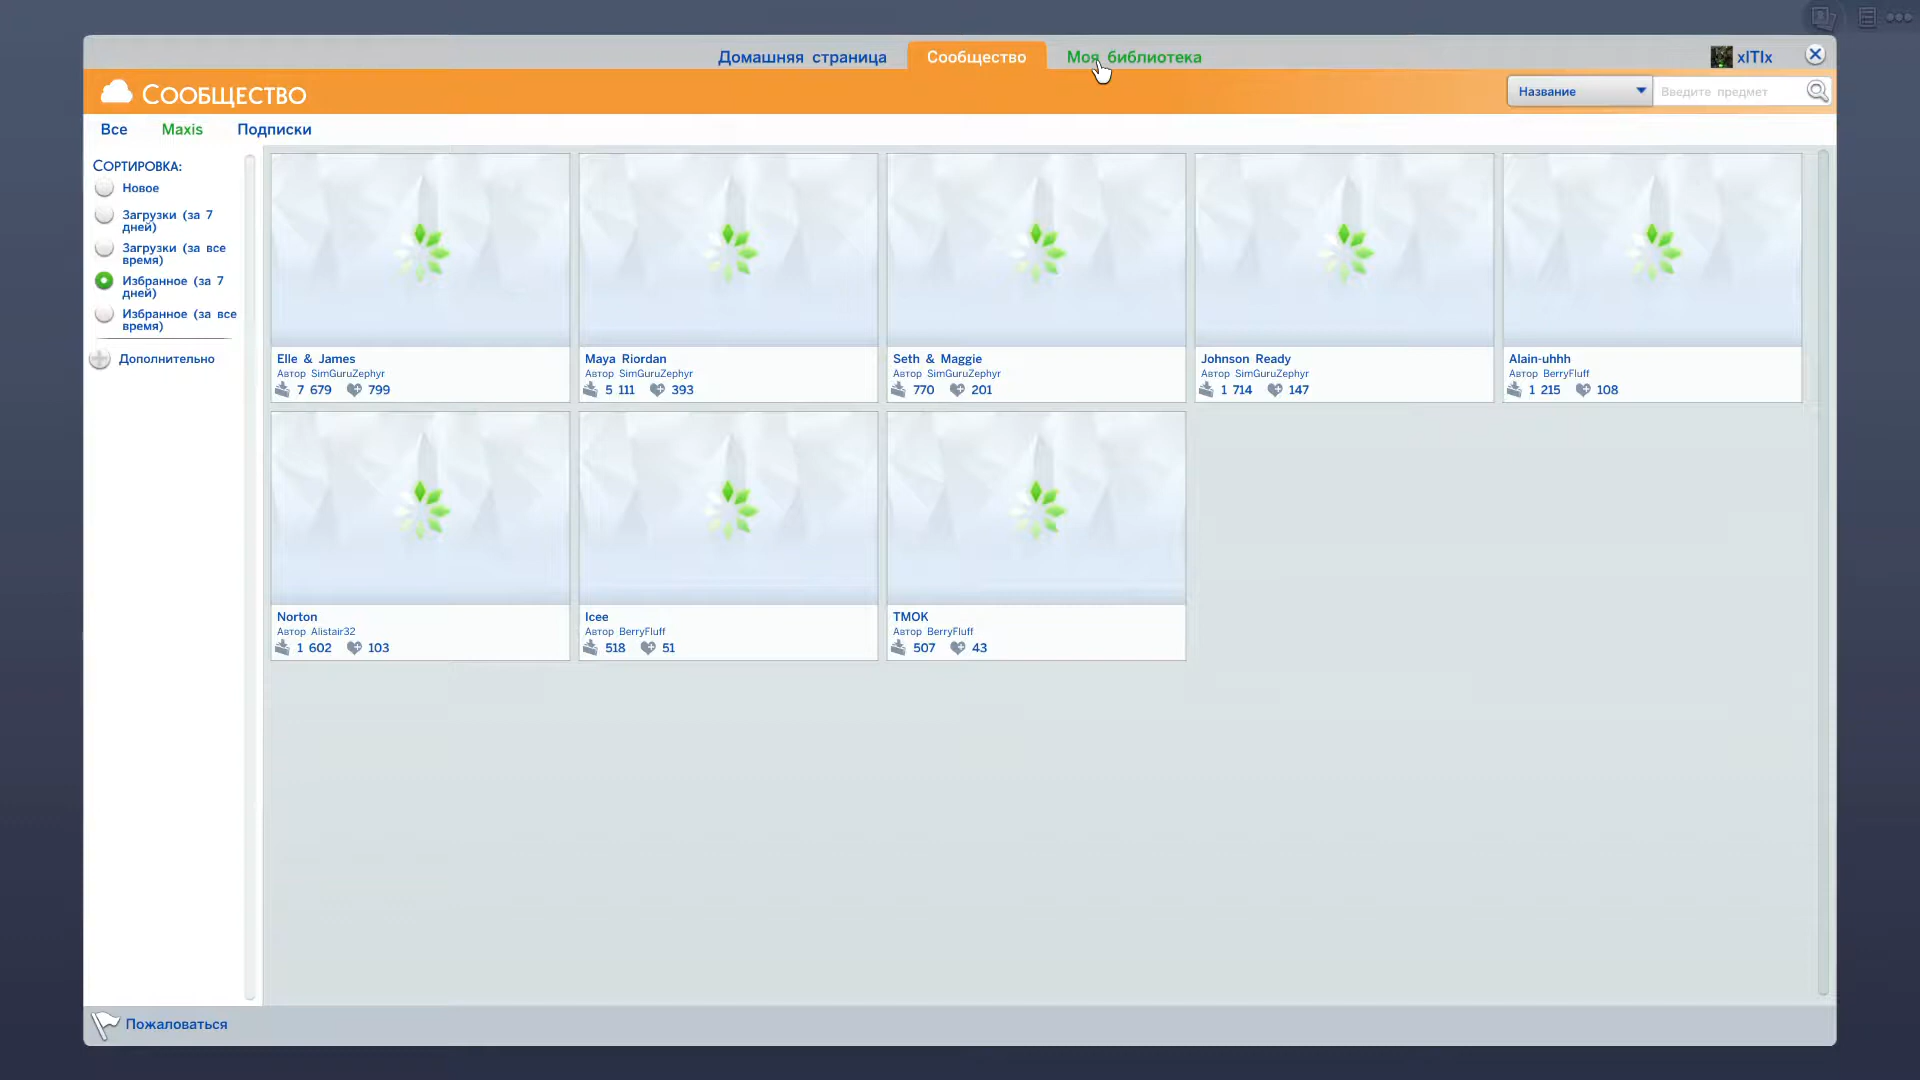 Домашняя страница
Сообщество
Моя библиотека
xITIx
Сообщество
Название
Введите предмет
Все
Maxis
Подписки
Сортировка:
Новое
Загрузки (за 7
дней)
Загрузки (за все
время)
Избранное (за 7
дней)
Избранное (за все
время)
Дополнительно
Elle & James
Автор SimGuruZephyr
7 679 799
Maya Riordan
Автор SimGuruZephyr
5 111 393
Seth & Maggie
Автор SimGuruZephyr
770 201
Johnson Ready
Автор SimGuruZephyr
1 714 147
Alain-uhhh
Автор BerryFluff
1 215 108
Norton
Автор Alistair32
1 602 103
Icee
Автор BerryFluff
518 51
TMOK
Автор BerryFluff
507 43
Пожаловаться